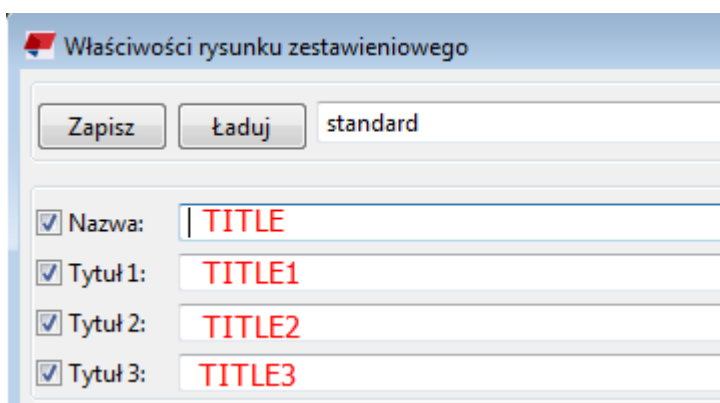 Właściwości rysunku zestawieniowego
Zapisz Ładuj standard
Nazwa: TITLE
Tytuł 1: TITLE1
Tytuł 2: TITLE2
Tytuł 3: TITLE3